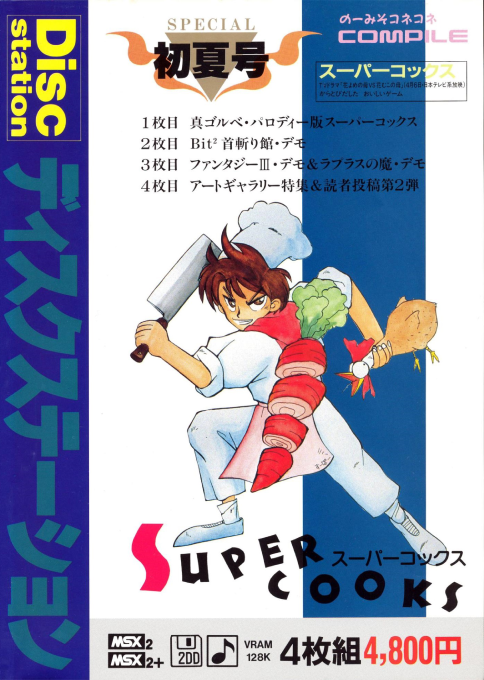 Disc
station
ディスクステーション
SPECIAL
初夏号
のーみそコネコネ
COMPILE
スーパーコックス
1枚目 真ゴルベ・パロディー版スーパーコックス
2枚目 Bit² 首斬り館・デモ
3枚目 ファンタジーIII・デモ&ラプラスの魔・デモ
4枚目 アートギャラリー特集&読者投稿第2弾
SUPER
COOKS
スーパーコックス
MSX 2
MSX 2+
2DD
VRAM
128K
4枚組4,800円